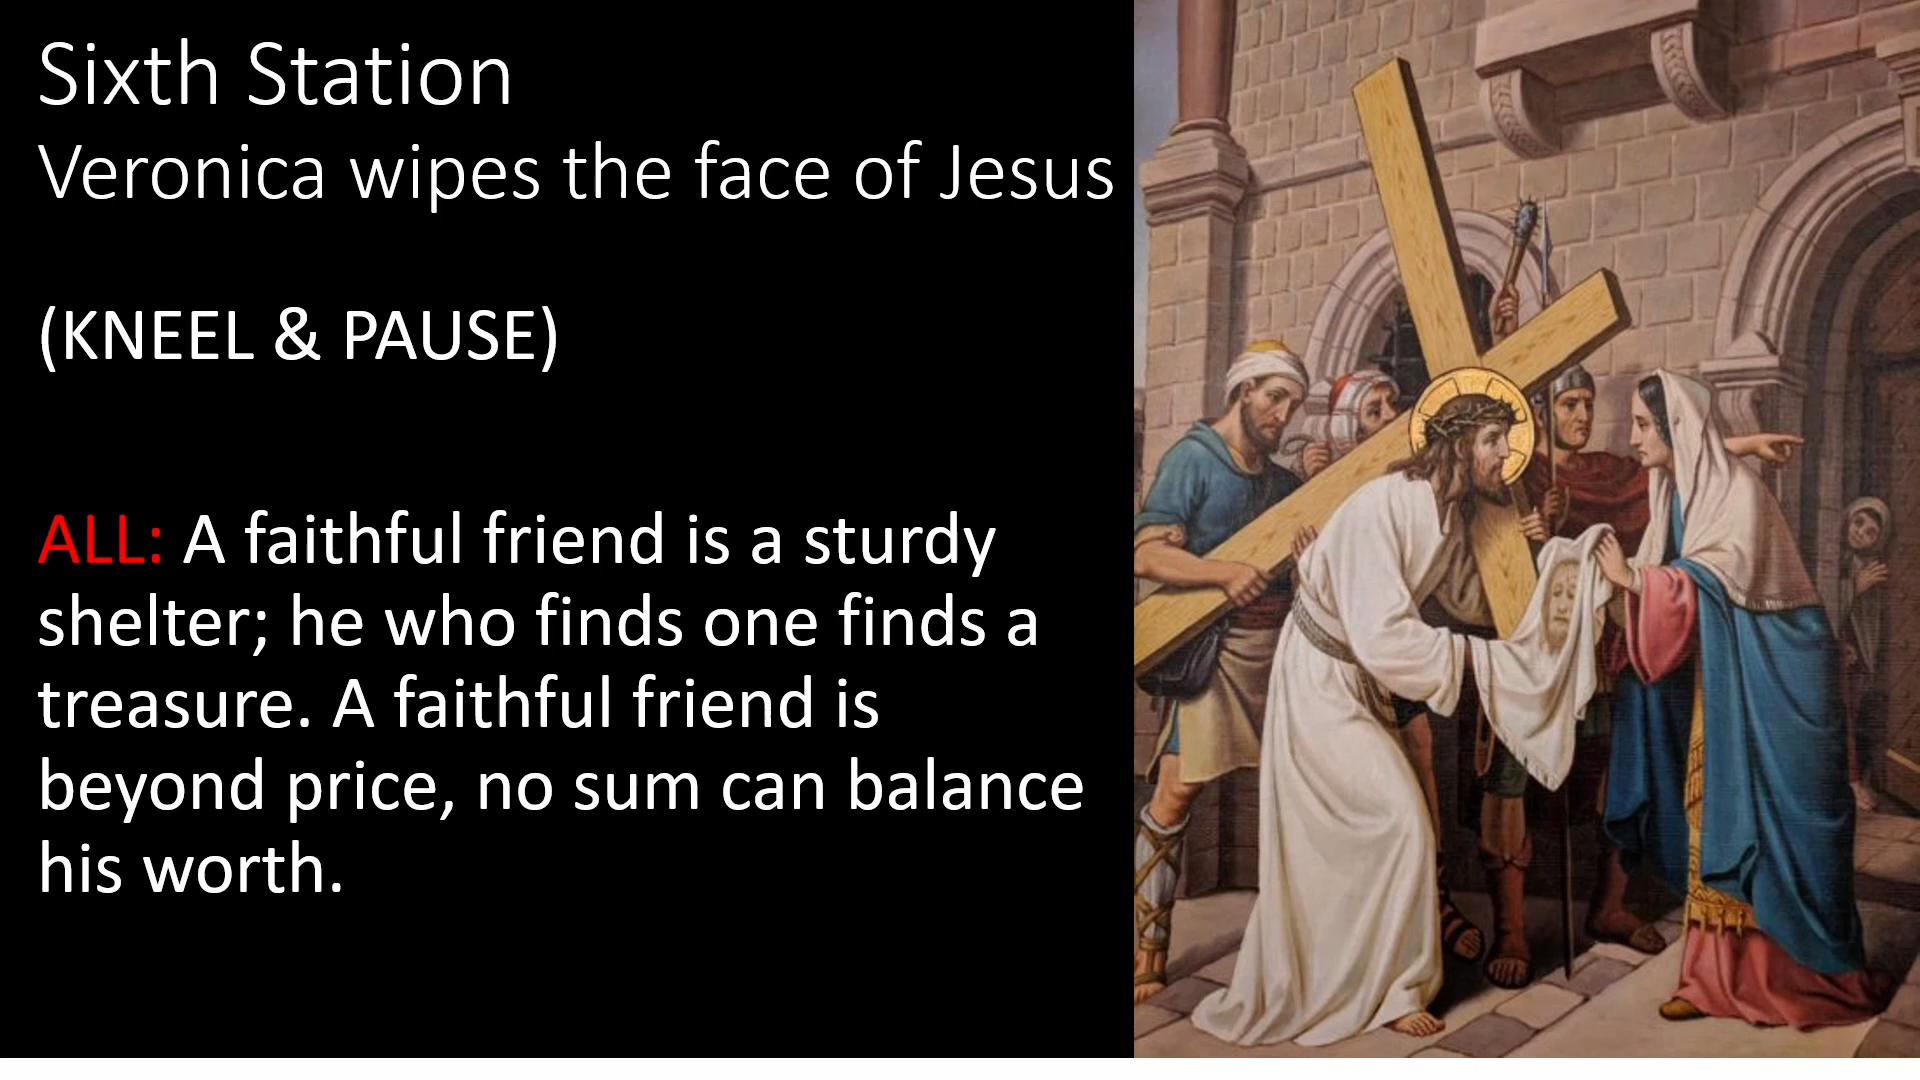 Sixth Station
Veronica wipes the face of Jesus
(KNEEL & PAUSE)
ALL: A faithful friend is a sturdy
shelter; he who finds one finds a
treasure. A faithful friend is
beyond price, no sum can balance
his worth.